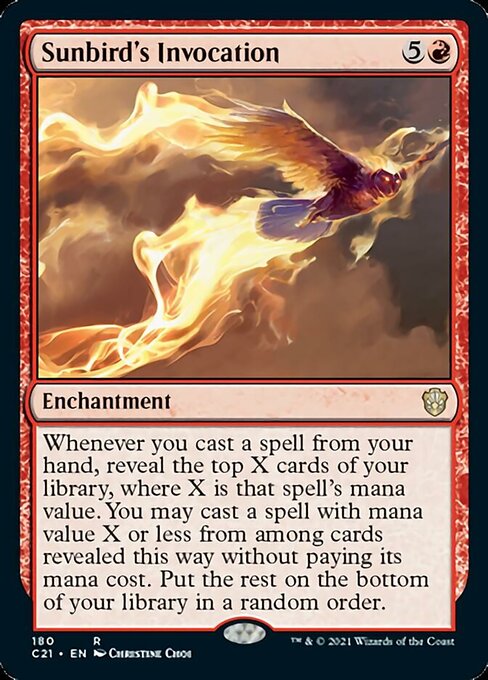 Sunbird's Invocation 5
Enchantment
Whenever you cast a spell from your
hand, reveal the top X cards of your
library, where X is that spell's mana
value. You may cast a spell with mana
value X or less from among cards
revealed this way without paying its
mana cost. Put the rest on the bottom
of your library in a random order.
180 R
C21 • EN Christine Choi
™ & © 2021 Wizards of the Coast